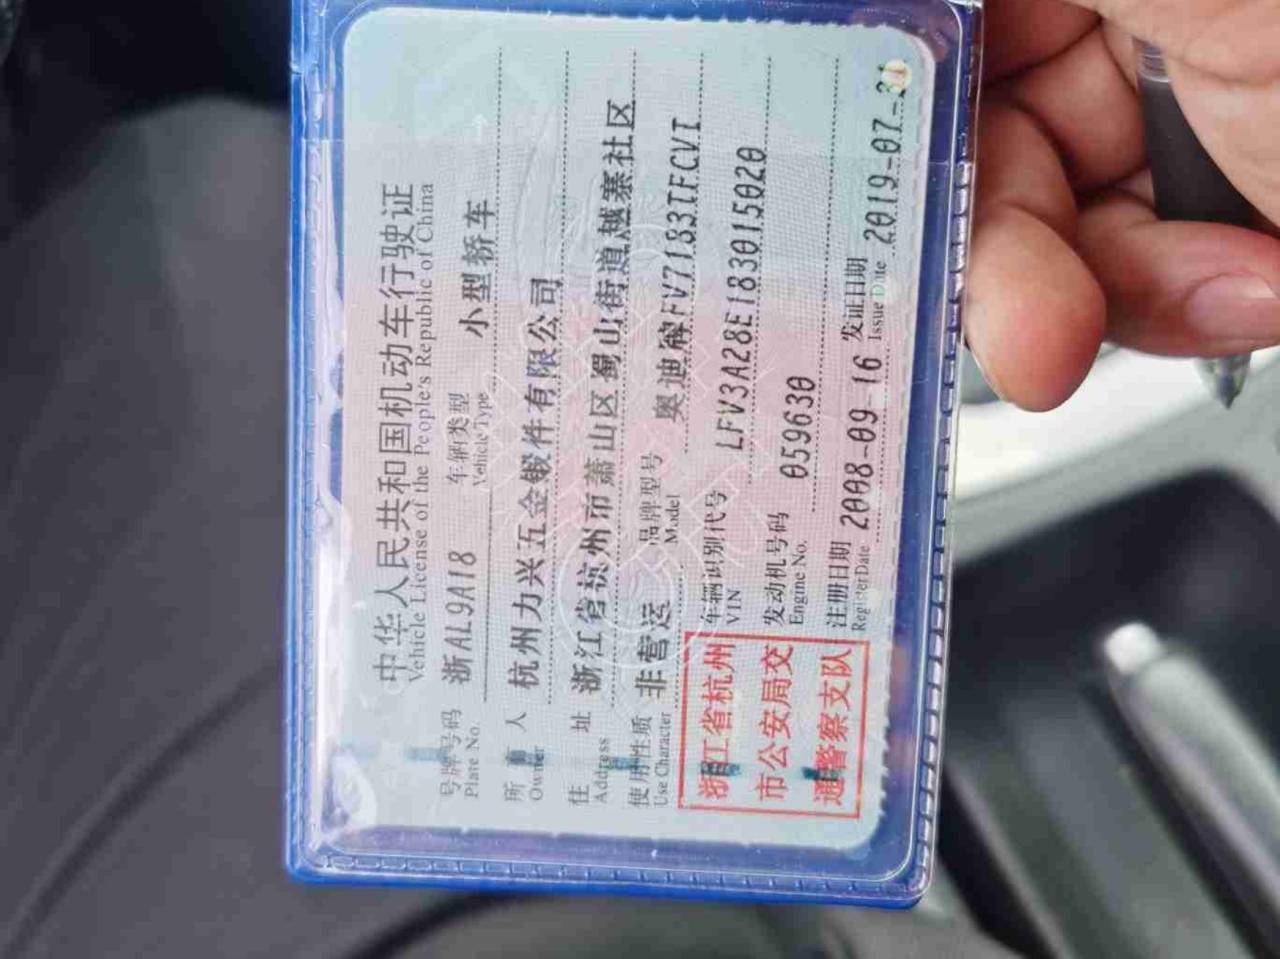 中华人民共和国机动车行驶证
Vehicle License of the People's Republic of China
号牌号码 浙AL9A18 车辆类型 小型轿车
Plate No. Vehicle Type
所有人 杭州力兴五金锻件有限公司
Owner
住址 浙江省杭州市萧山区蜀山街道越寨社区
Address
使用性质 非营运 品牌型号 奥迪牌FV7183TFCVT
Use Character Model
浙江省杭州
市公安局交
通警察支队
车辆识别代号 LFV3A28E183015020
VIN
发动机号码 059630
Engine No.
注册日期 2008-09-16 发证日期 2019-07-31
Register Date Issue Date